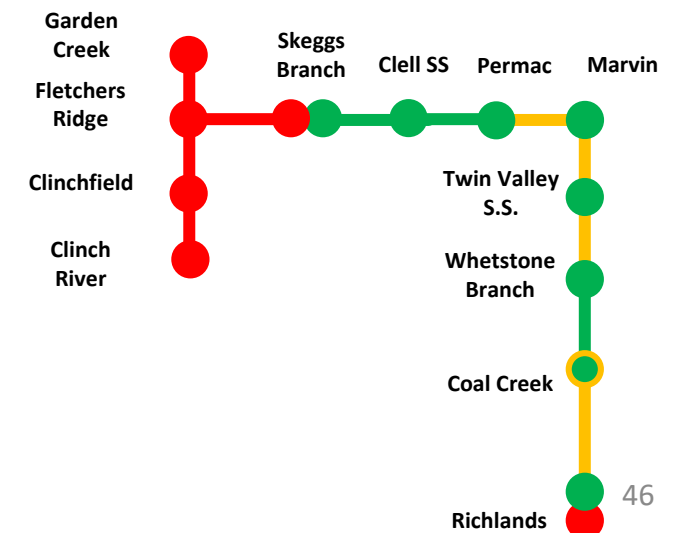 Garden
Creek
Skeggs
Branch
Clell SS
Permac
Marvin
Fletchers
Ridge
Clinchfield
Twin Valley
S.S.
Clinch
River
Whetstone
Branch
Coal Creek
46
Richlands